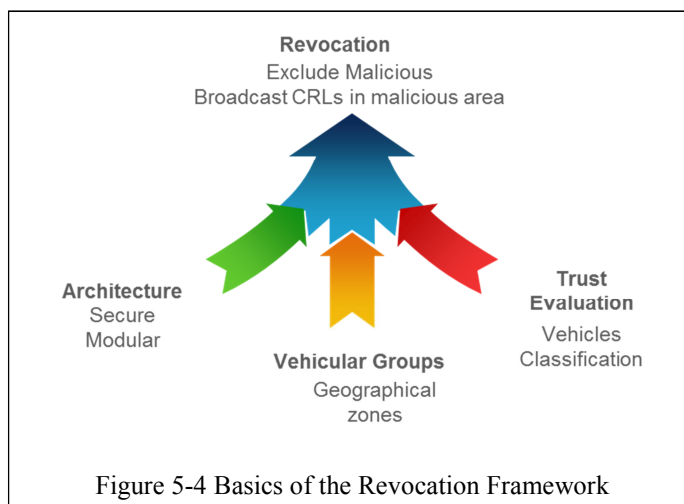 Revocation
Exclude Malicious
Broadcast CRLs in malicious area
Architecture
Secure
Modular
Vehicular Groups
Geographical
zones
Trust
Evaluation
Vehicles
Classification
Figure 5-4 Basics of the Revocation Framework